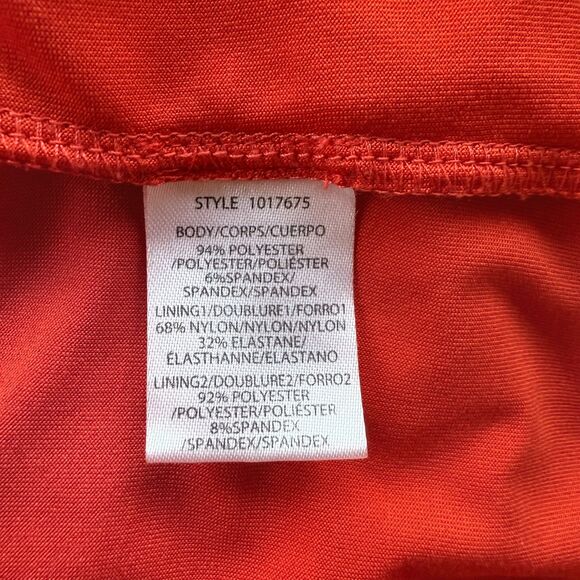 STYLE 1017675
BODY/CORPS/CUERPO
94% POLYESTER
/POLYESTER/POLIÉSTER
6%SPANDEX/
SPANDEX/SPANDEX
LINING1/DOUBLURE1/FORRO1
68% NYLON/NYLON/NYLON
32% ELASTANE/
ÉLASTHANNE/ELASTANO
LINING2/DOUBLURE2/FORRO2
92% POLYESTER
/POLYESTER/POLIÉSTER
8%SPANDEX
/SPANDEX/SPANDEX